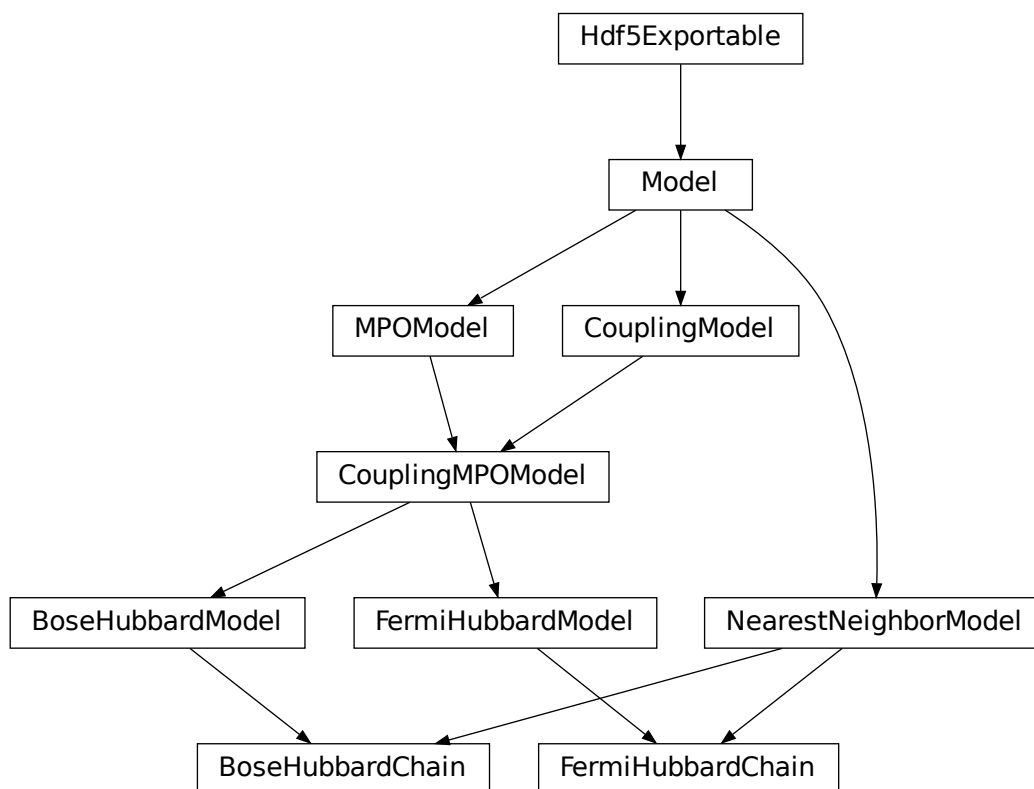 Hdf5Exportable
Model
MPOModel
CouplingModel
CouplingMPOModel
BoseHubbardModel
FermiHubbardModel
NearestNeighborModel
BoseHubbardChain
FermiHubbardChain